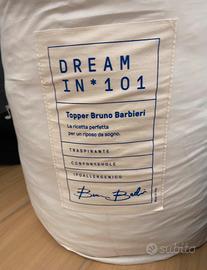 DREAM
IN*101
Topper Bruno Barbieri
La ricetta perfetta
per un riposo da sogno.
TRASPIRANTE
CONFORTEVOLE
IPOALLERGENICO
subito